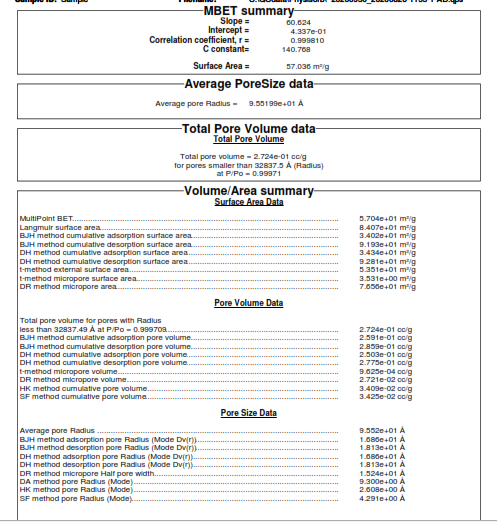 MBET summary
Slope = 60.624
Intercept = 4.337e-01
Correlation coefficient, r = 0.999810
C constant= 140.768
Surface Area = 57.036 m²/g
Average PoreSize data
Average pore Radius = 9.55199e+01 Å
Total Pore Volume data
Total Pore Volume
Total pore volume = 2.724e-01 cc/g
for pores smaller than 32837.5 Å (Radius)
at P/Po = 0.99971
Volume/Area summary
Surface Area Data
MultiPoint BET 5.704e+01 m²/g
Langmuir surface area 8.407e+01 m²/g
BJH method cumulative adsorption surface area 3.402e+01 m²/g
BJH method cumulative desorption surface area 9.193e+01 m²/g
DH method cumulative adsorption surface area 3.434e+01 m²/g
DH method cumulative desorption surface area 9.281e+01 m²/g
t-method external surface area 5.351e+01 m²/g
t-method micropore surface area 3.531e+00 m²/g
DR method micropore area 7.656e+01 m²/g
Pore Volume Data
Total pore volume for pores with Radius
less than 32837.49 Å at P/Po = 0.999709 2.724e-01 cc/g
BJH method cumulative adsorption pore volume 2.591e-01 cc/g
BJH method cumulative desorption pore volume 2.859e-01 cc/g
DH method cumulative adsorption pore volume 2.503e-01 cc/g
DH method cumulative desorption pore volume 2.775e-01 cc/g
t-method micropore volume 9.625e-04 cc/g
DR method micropore volume 2.721e-02 cc/g
HK method cumulative pore volume 3.409e-02 cc/g
SF method cumulative pore volume 3.425e-02 cc/g
Pore Size Data
Average pore Radius 9.552e+01 Å
BJH method adsorption pore Radius (Mode Dv(r)) 1.686e+01 Å
BJH method desorption pore Radius (Mode Dv(r)) 1.813e+01 Å
DH method adsorption pore Radius (Mode Dv(r)) 1.686e+01 Å
DH method desorption pore Radius (Mode Dv(r)) 1.813e+01 Å
DR method micropore Half pore width 1.524e+01 Å
DA method pore Radius (Mode) 9.300e+00 Å
HK method pore Radius (Mode) 2.608e+00 Å
SF method pore Radius (Mode) 4.291e+00 Å